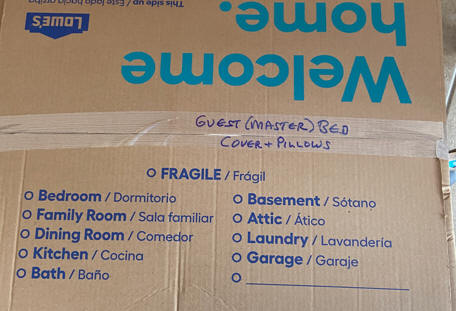 This side up / Este lado hacia arriba
LOWE'S
Welcome
home.
GUEST (MASTER) BED
COVER + PILLOWS
FRAGILE / Frágil
Bedroom / Dormitorio
Family Room / Sala familiar
Dining Room / Comedor
Kitchen / Cocina
Bath / Baño
Basement / Sótano
Attic / Ático
Laundry / Lavandería
Garage / Garaje